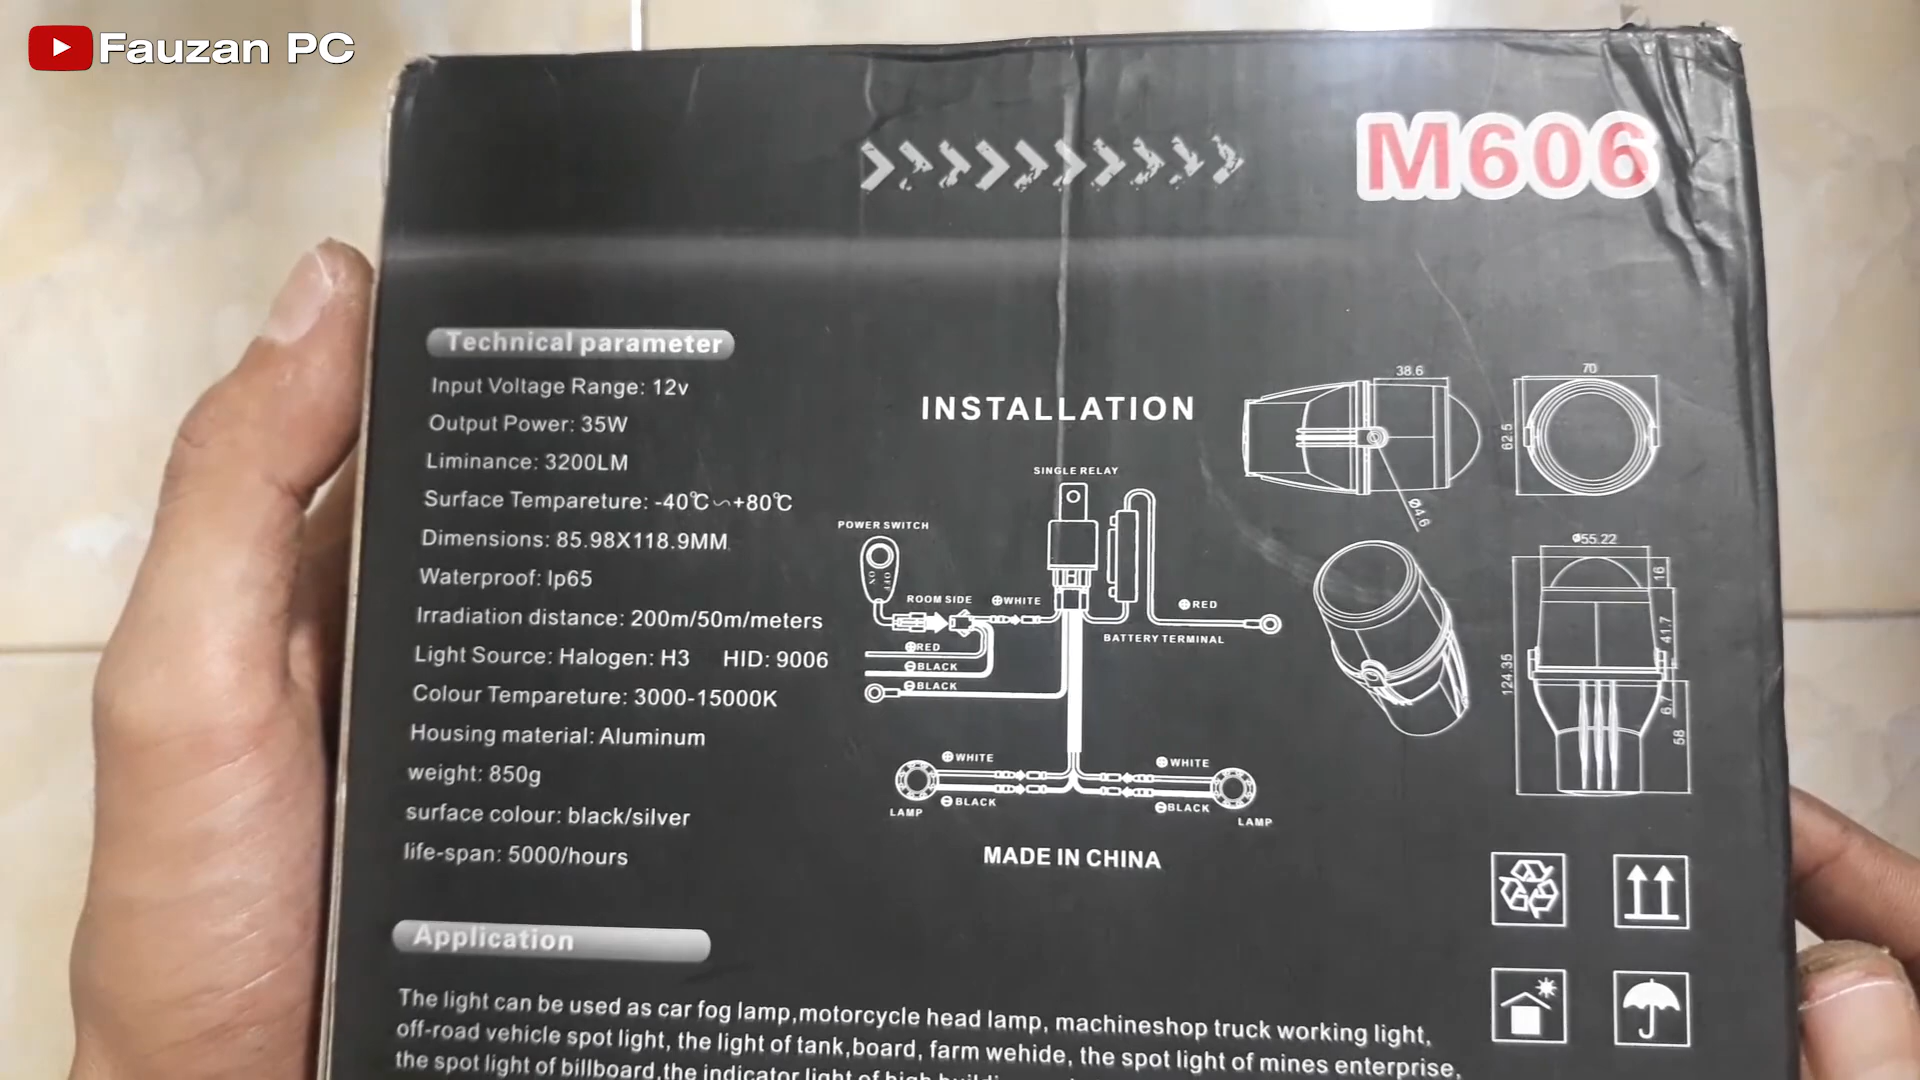 Fauzan PC
M606
Technical parameter
Input Voltage Range: 12v
Output Power: 35W
Liminance: 3200LM
Surface Tempareture: -40℃∽+80℃
Dimensions: 85.98X118.9MM
Waterproof: Ip65
Irradiation distance: 200m/50m/meters
Light Source: Halogen: H3 HID: 9006
Colour Tempareture: 3000-15000K
Housing material: Aluminum
weight: 850g
surface colour: black/silver
life-span: 5000/hours
INSTALLATION
SINGLE RELAY
POWER SWITCH
ON OFF
ROOM SIDE
⊕WHITE
⊕RED
BATTERY TERMINAL
⊕RED
⊖BLACK
⊖BLACK
⊕WHITE
⊕WHITE
⊖BLACK
⊖BLACK
LAMP
LAMP
MADE IN CHINA
38.6
70
62.5
Ø4.6
Ø55.22
16
41.7
124.35
58
Application
The light can be used as car fog lamp,motorcycle head lamp, machineshop truck working light,
off-road vehicle spot light, the light of tank,board, farm wehide, the spot light of mines enterprise,
the spot light of billboard,the indicator light of high